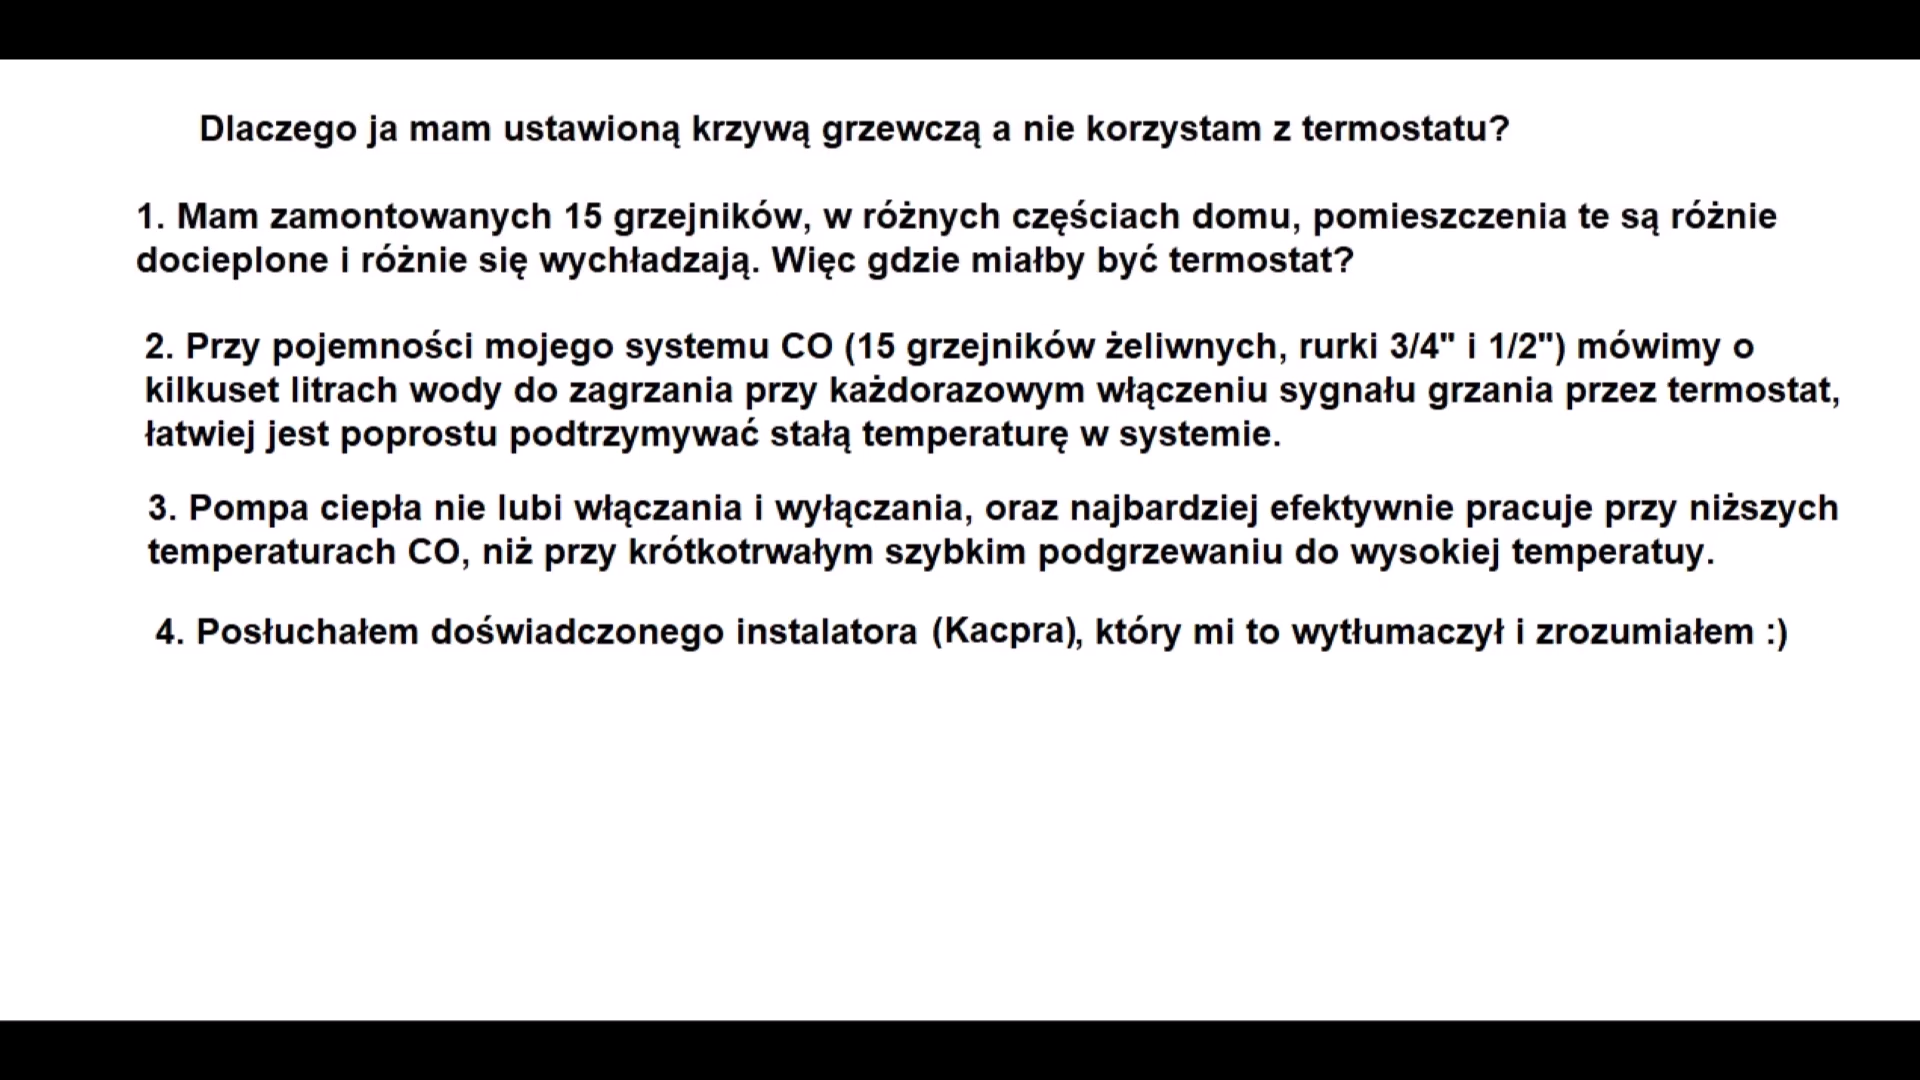 Dlaczego ja mam ustawioną krzywą grzewczą a nie korzystam z termostatu?
1. Mam zamontowanych 15 grzejników, w różnych częściach domu, pomieszczenia te są różnie
docieplone i różnie się wychładzają. Więc gdzie miałby być termostat?
2. Przy pojemności mojego systemu CO (15 grzejników żeliwnych, rurki 3/4" i 1/2") mówimy o
kilkuset litrach wody do zagrzania przy każdorazowym włączeniu sygnału grzania przez termostat,
łatwiej jest poprostu podtrzymywać stałą temperaturę w systemie.
3. Pompa ciepła nie lubi włączania i wyłączania, oraz najbardziej efektywnie pracuje przy niższych
temperaturach CO, niż przy krótkotrwałym szybkim podgrzewaniu do wysokiej temperatuy.
4. Posłuchałem doświadczonego instalatora (Kacpra), który mi to wytłumaczył i zrozumiałem :)